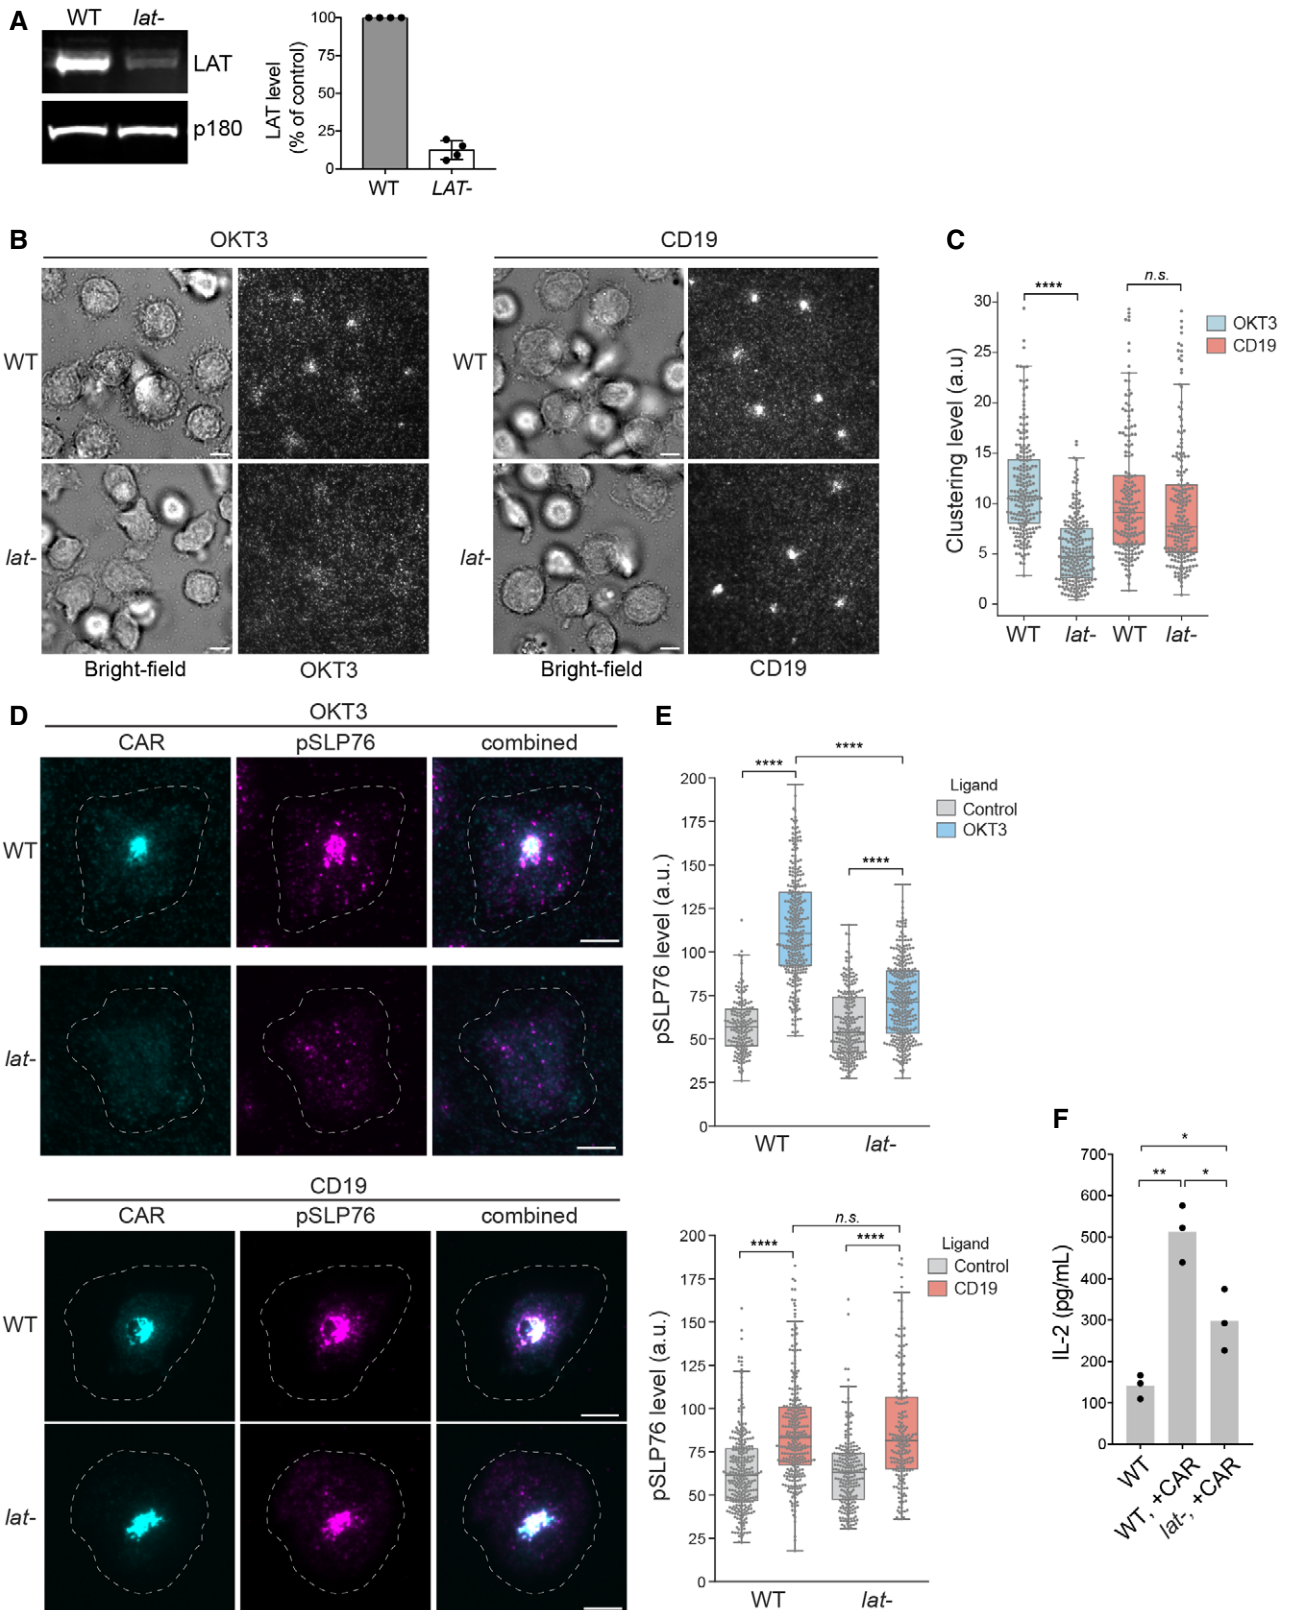 A
WT lat-
LAT
p180
LAT level
(% of control)
100
75
50
25
0
WT LAT-
B
OKT3 CD19
WT WT
lat- lat-
Bright-field OKT3 Bright-field CD19
C
**** n.s.
Clustering level (a.u)
30
25
20
15
10
5
0
WT lat- WT lat-
OKT3
CD19
D
OKT3
CAR pSLP76 combined
WT
lat-
CD19
CAR pSLP76 combined
WT
lat-
E
****
****
****
pSLP76 level (a.u.)
200
175
150
125
100
75
50
25
0
WT lat-
Ligand
Control
OKT3
n.s.
**** ****
pSLP76 level (a.u.)
200
175
150
125
100
75
50
25
0
WT lat-
Ligand
Control
CD19
F
*
** *
IL-2 (pg/mL)
700
600
500
400
300
200
100
0
WT
WT, +CAR
lat-, +CAR